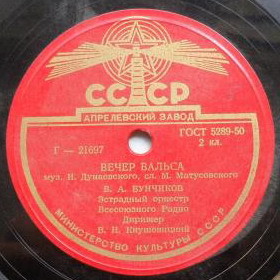 СССР
АПРЕЛЕВСКИЙ ЗАВОД
ГОСТ 5289-50
2 кл.
Г — 21697
ВЕЧЕР ВАЛЬСА
муз. И. Дунаевского, сл. М. Матусовского
В. А. БУНЧИКОВ
Эстрадный оркестр
Всесоюзного Радио
Дирижер
В. Н. Кнушевицкий
МИНИСТЕРСТВО КУЛЬТУРЫ СССР